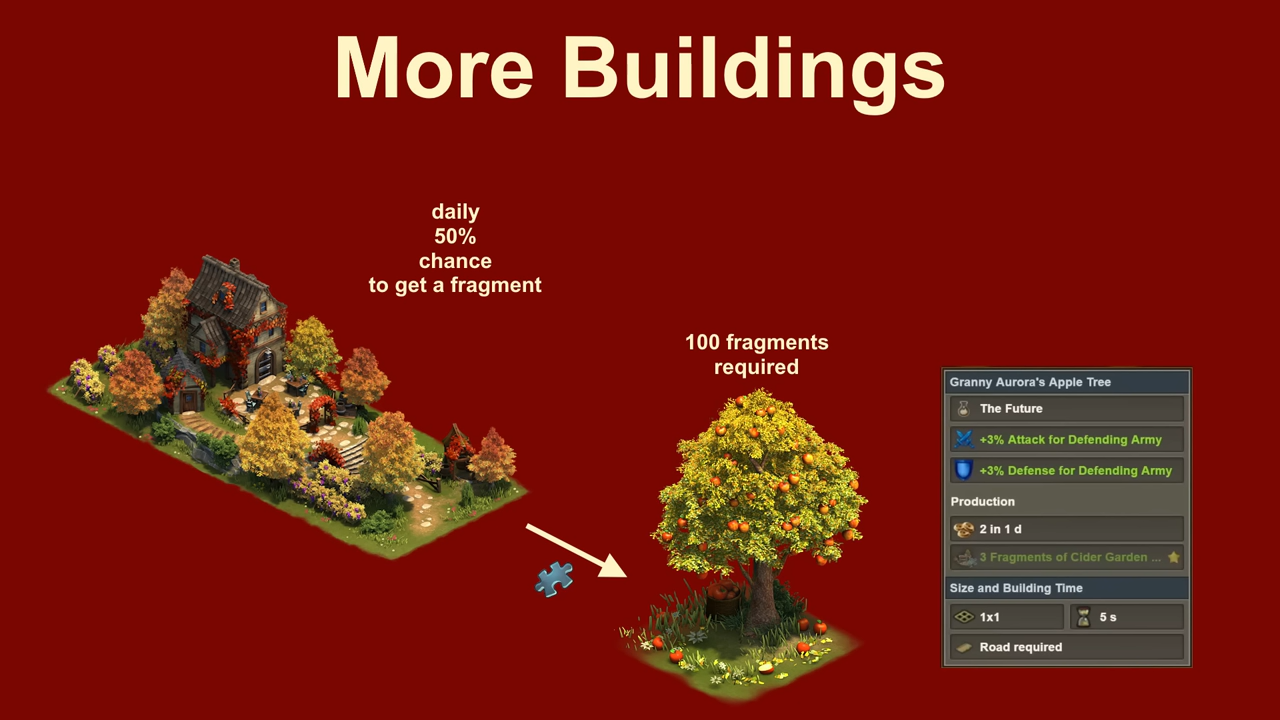 More Buildings
daily
50%
chance
to get a fragment
100 fragments
required
Granny Aurora's Apple Tree
The Future
+3% Attack for Defending Army
+3% Defense for Defending Army
Production
2 in 1 d
3 Fragments of Cider Garden ...
Size and Building Time
1x1
5 s
Road required